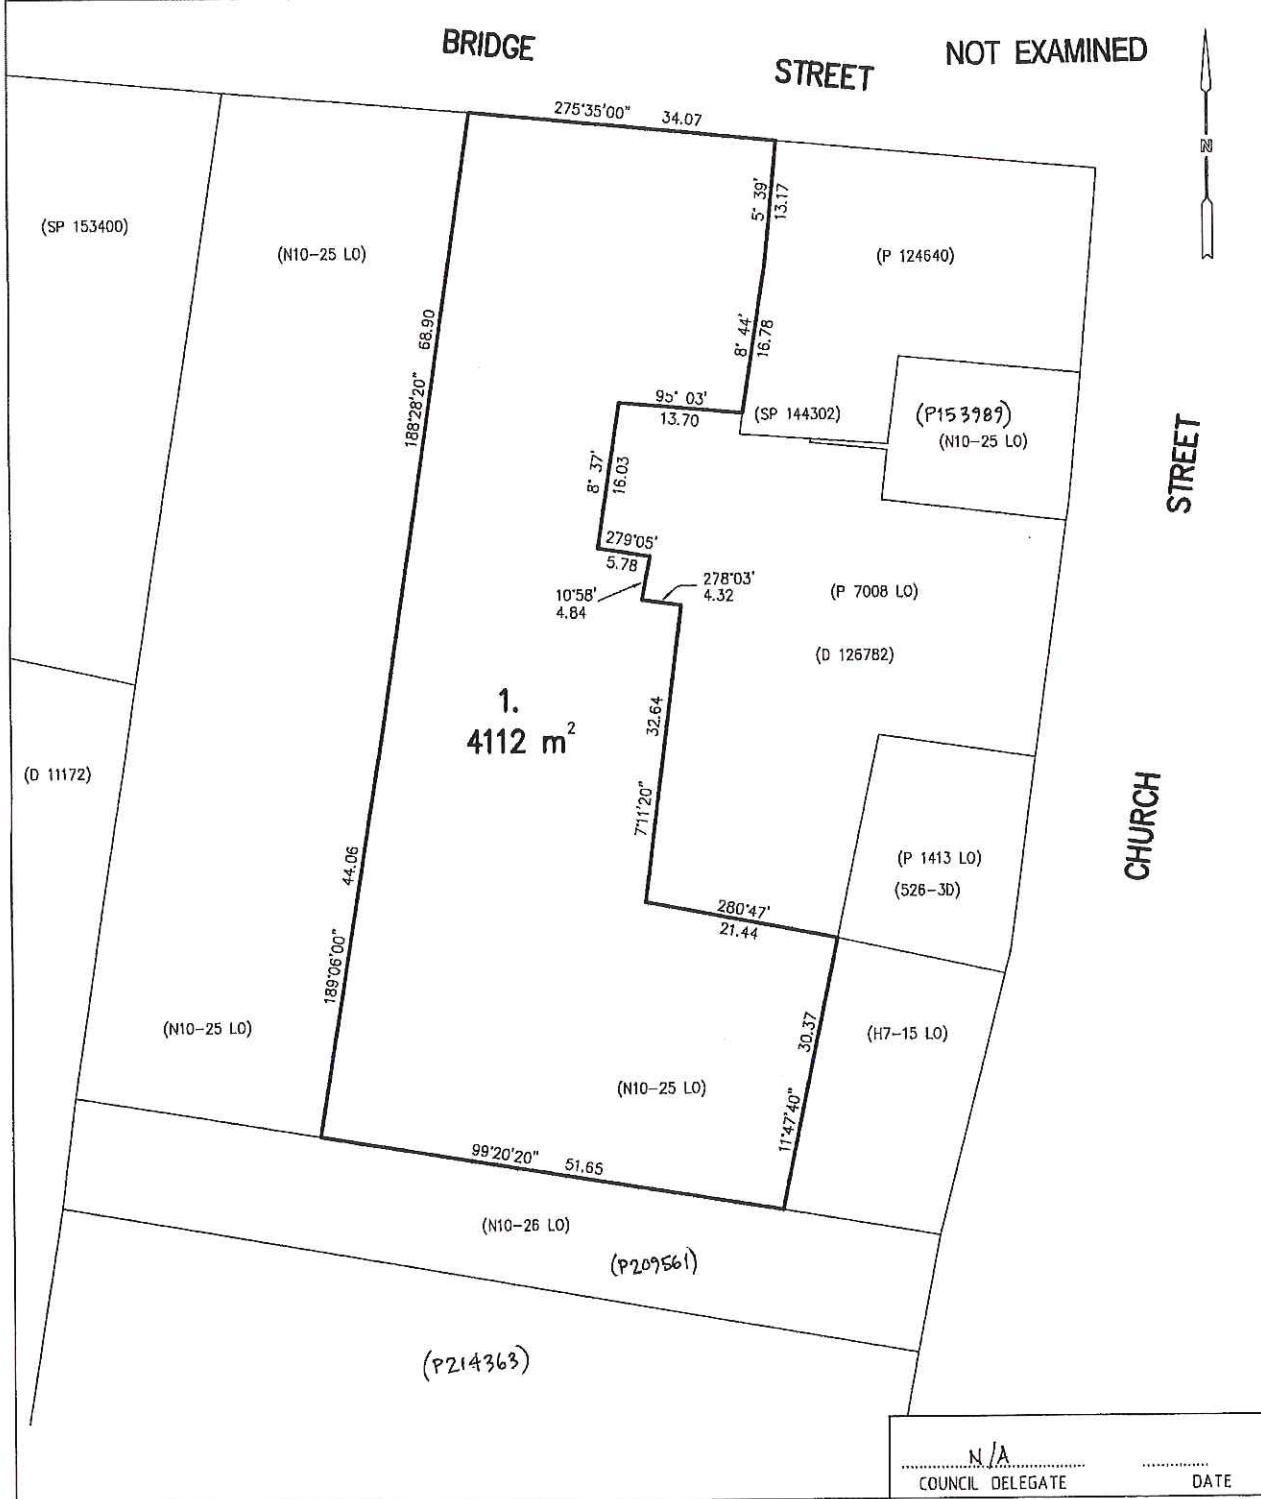 BRIDGE STREET
NOT EXAMINED
275°35'00" 34.07
N
5° 39'
13.17
(SP 153400)
(N10-25 LO)
(P 124640)
188°28'20" 68.90
8° 44'
16.78
95° 03'
13.70
(SP 144302)
(P153989)
(N10-25 LO)
8° 37'
16.03
279°05'
5.78
10°58'
4.84
278°03'
4.32
(P 7008 LO)
(D 126782)
CHURCH STREET
1.
4112 m²
7°11'20" 32.64
(D 11172)
(P 1413 LO)
(526-3D)
189°06'00" 44.06
280°47'
21.44
(N10-25 LO)
(H7-15 LO)
11°47'40" 30.37
(N10-25 LO)
99°20'20" 51.65
(N10-26 LO)
(P209561)
(P214363)
N/A
COUNCIL DELEGATE DATE